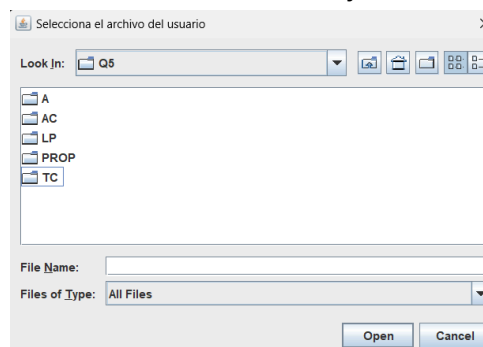 Selecciona el archivo del usuario
Look In: Q5
A
AC
LP
PROP
TC
File Name:
Files of Type: All Files
Open Cancel